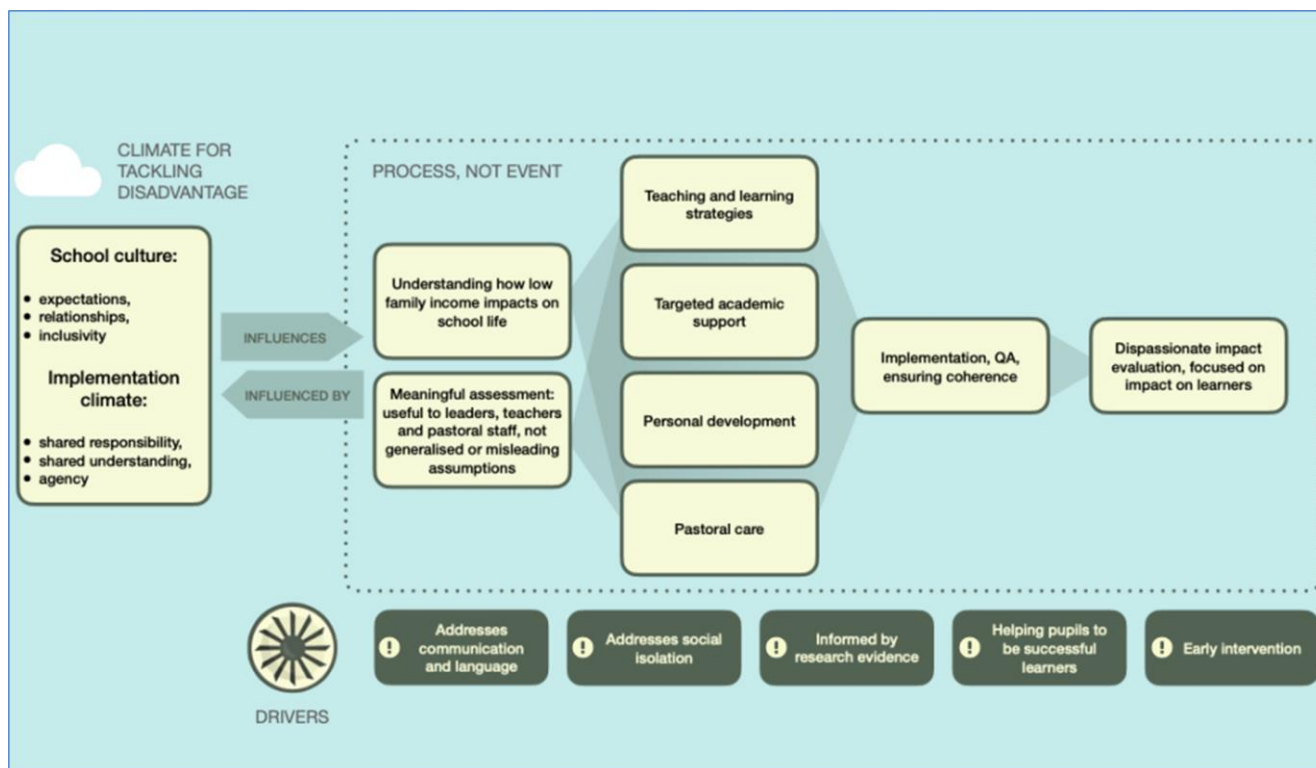 CLIMATE FOR
TACKLING
DISADVANTAGE
School culture:
• expectations,
• relationships,
• inclusivity
Implementation
climate:
• shared responsibility,
• shared understanding,
• agency
INFLUENCES
INFLUENCED BY
PROCESS, NOT EVENT
Understanding how low
family income impacts on
school life
Meaningful assessment:
useful to leaders, teachers
and pastoral staff, not
generalised or misleading
assumptions
Teaching and learning
strategies
Targeted academic
support
Personal development
Pastoral care
Implementation, QA,
ensuring coherence
Dispassionate impact
evaluation, focused on
impact on learners
DRIVERS
! Addresses
communication
and language
! Addresses social
isolation
! Informed by
research evidence
! Helping pupils to
be successful
learners
! Early intervention